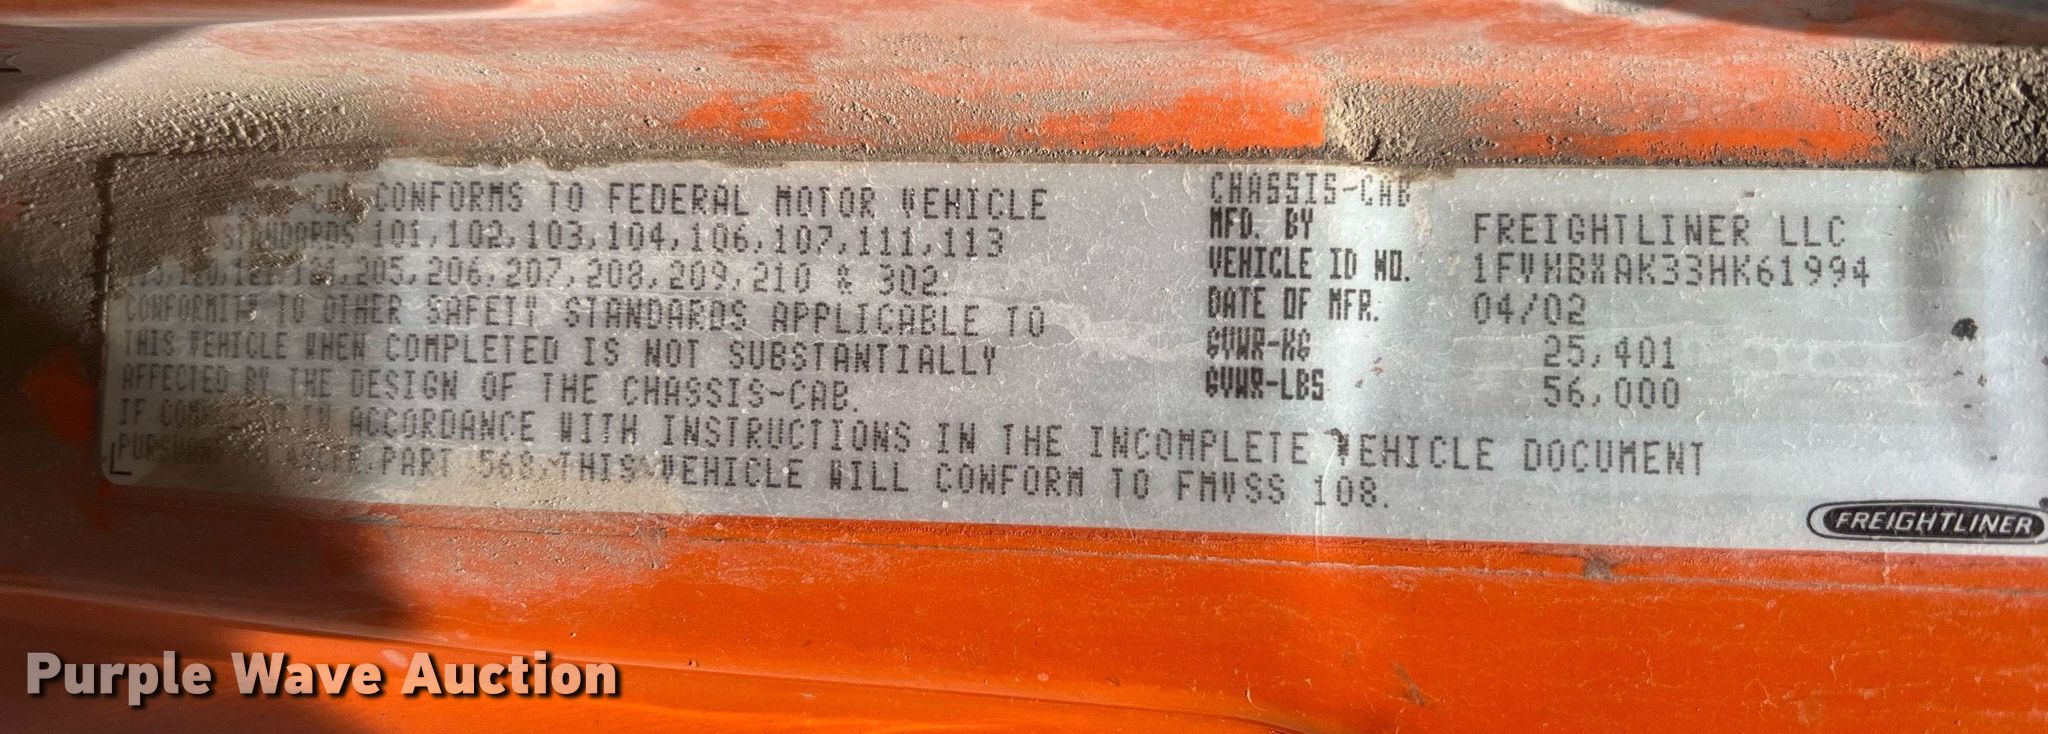 CONFORMS TO FEDERAL MOTOR VEHICLE
STANDARDS 101,102,103,104,106,107,111,113
205,206,207,208,209,210 & 302.
CONFORMITY TO OTHER SAFETY STANDARDS APPLICABLE TO
THIS VEHICLE WHEN COMPLETED IS NOT SUBSTANTIALLY
AFFECTED BY THE DESIGN OF THE CHASSIS-CAB.
IF IN ACCORDANCE WITH INSTRUCTIONS IN THE INCOMPLETE VEHICLE DOCUMENT
PART 568, THIS VEHICLE WILL CONFORM TO FMVSS 108.
CHASSIS-CAB
MFD. BY FREIGHTLINER LLC
VEHICLE ID NO. 1FVHBXAK33HK61994
DATE OF MFR. 04/02
GVWR-KG 25,401
GVWR-LBS 56,000
FREIGHTLINER
Purple Wave Auction